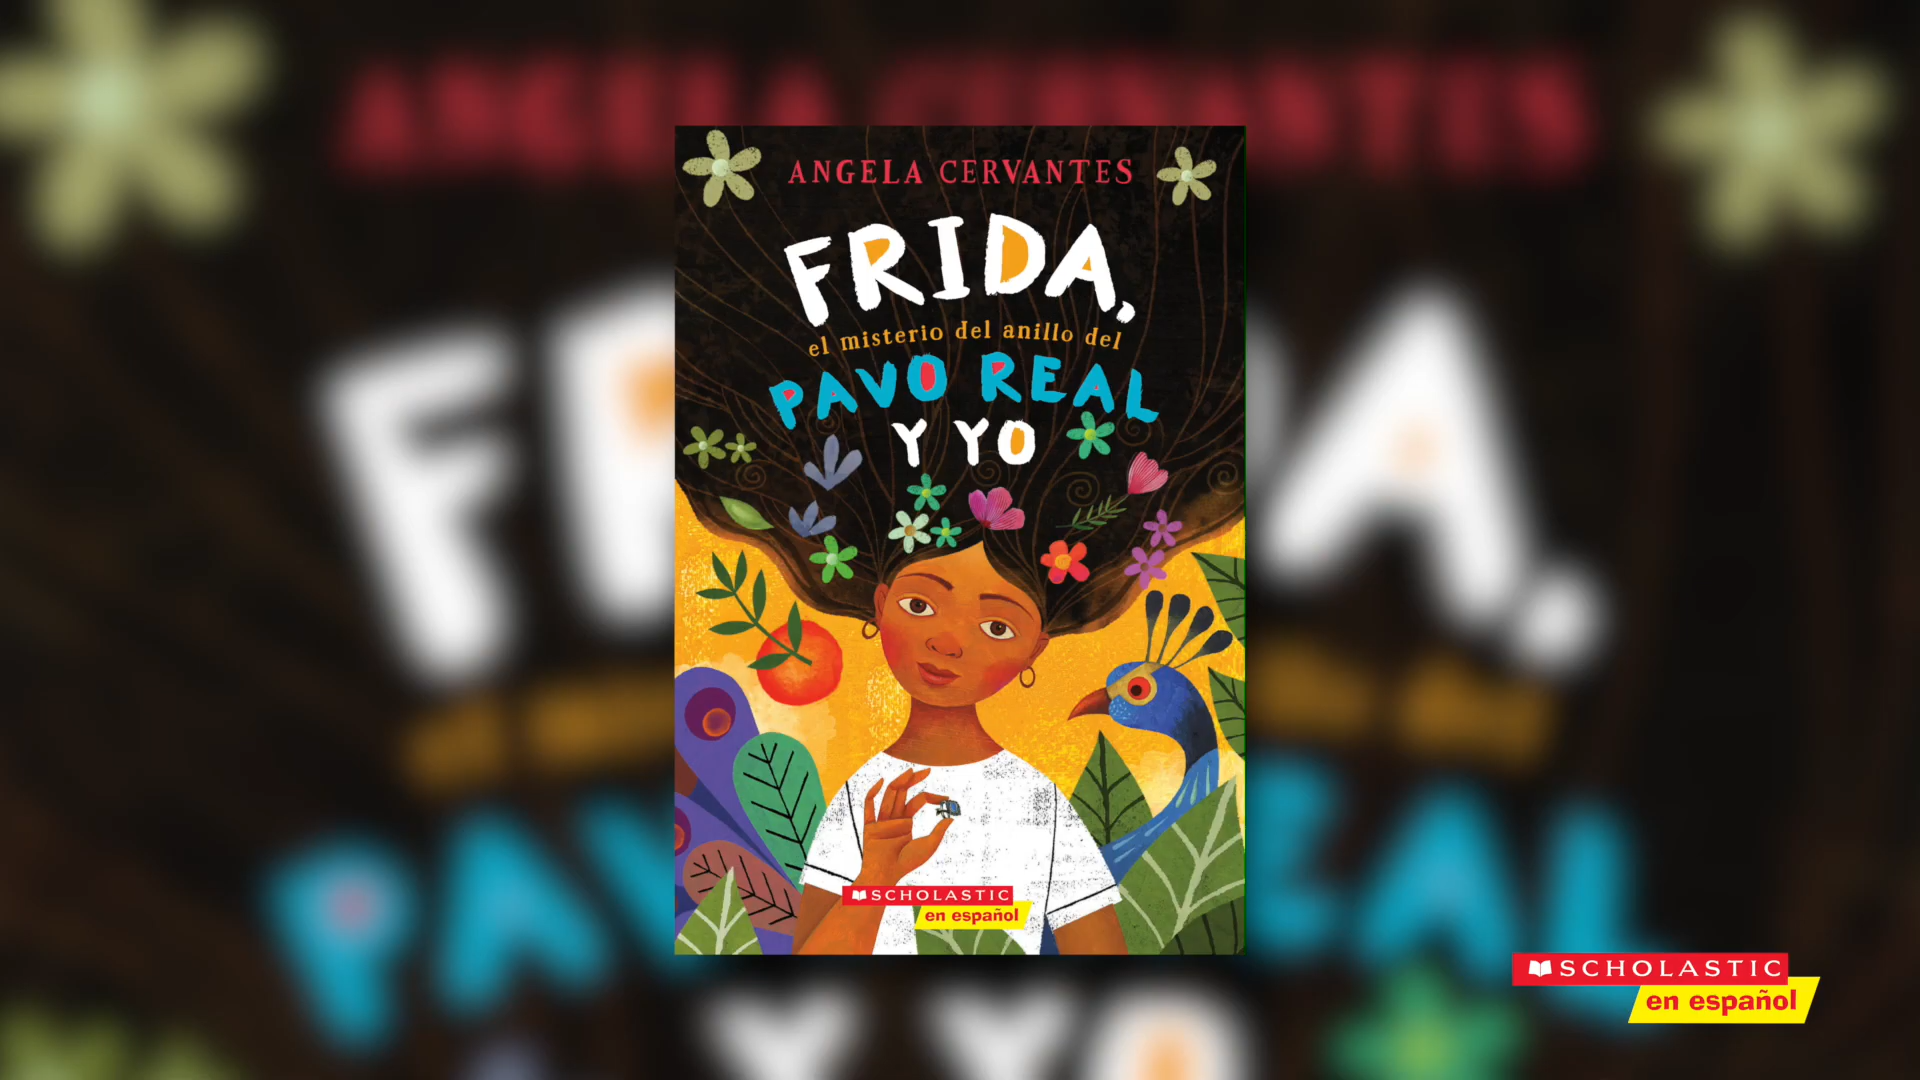 ANGELA CERVANTES
FRIDA,
el misterio del anillo del
PAVO REAL
Y YO
SCHOLASTIC
en español
SCHOLASTIC
en español